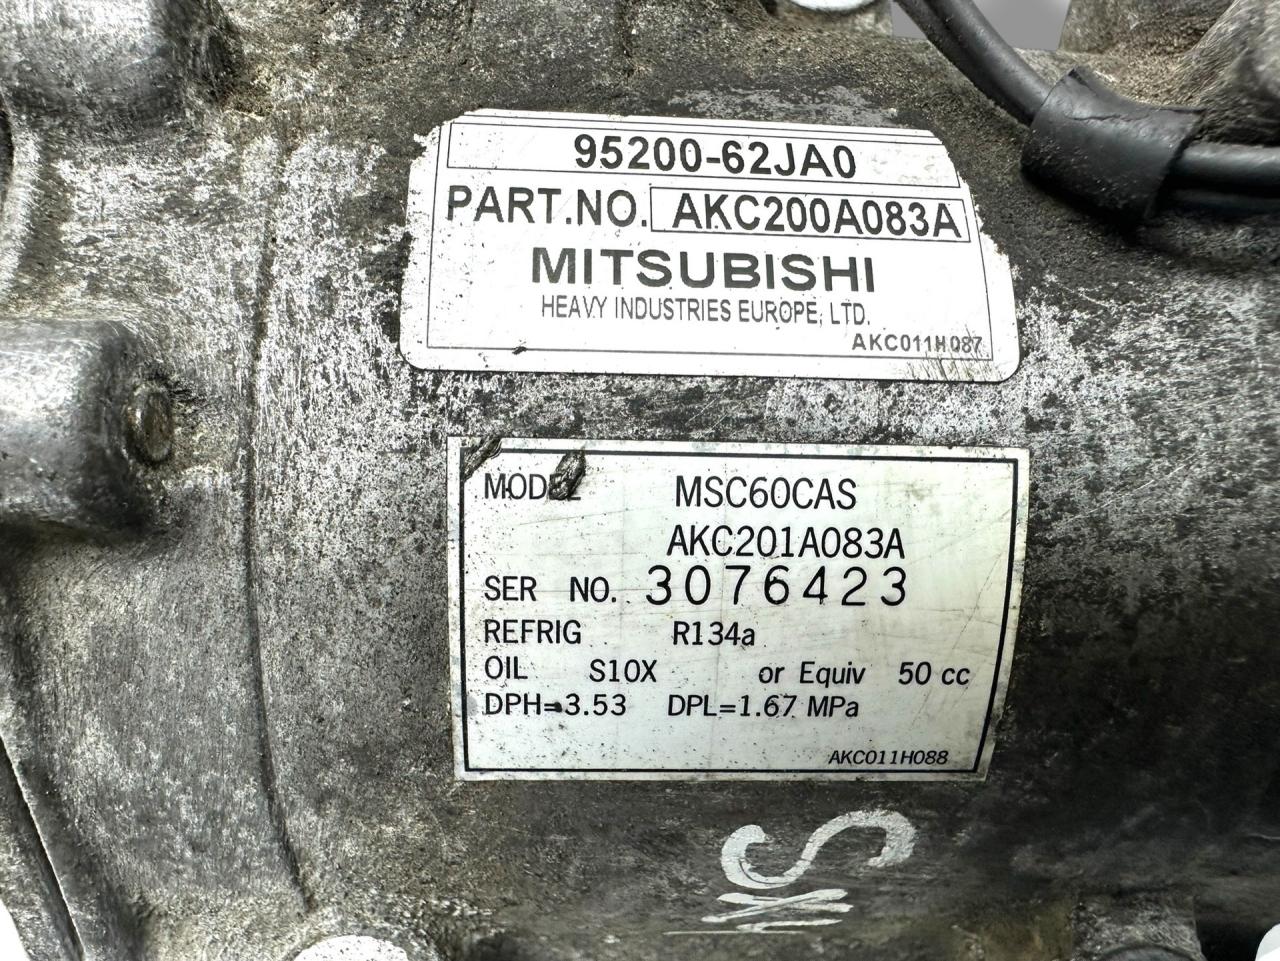 95200-62JA0
PART.NO. AKC200A083A
MITSUBISHI
HEAVY INDUSTRIES EUROPE, LTD.
AKC011H087
MODEL MSC60CAS
AKC201A083A
SER NO. 3076423
REFRIG R134a
OIL S10X or Equiv 50 cc
DPH=3.53 DPL=1.67 MPa
AKC011H088